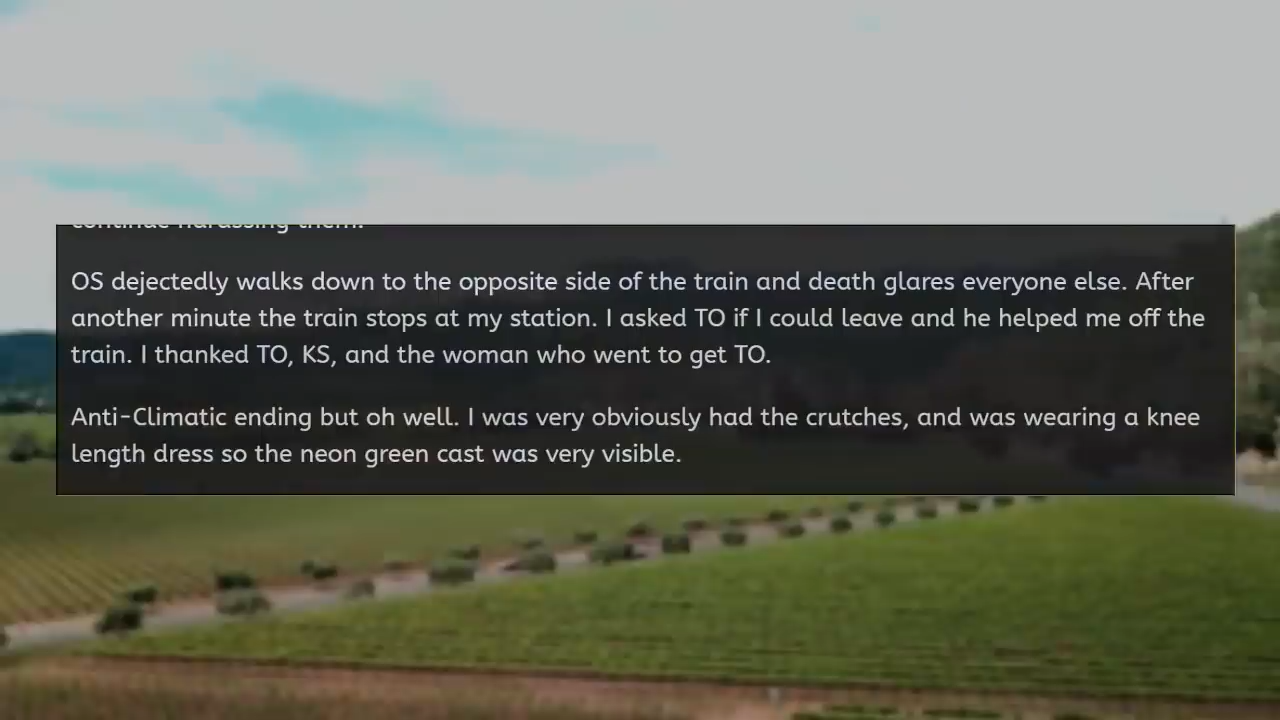 continue harassing them.
OS dejectedly walks down to the opposite side of the train and death glares everyone else. After
another minute the train stops at my station. I asked TO if I could leave and he helped me off the
train. I thanked TO, KS, and the woman who went to get TO.
Anti-Climatic ending but oh well. I was very obviously had the crutches, and was wearing a knee
length dress so the neon green cast was very visible.